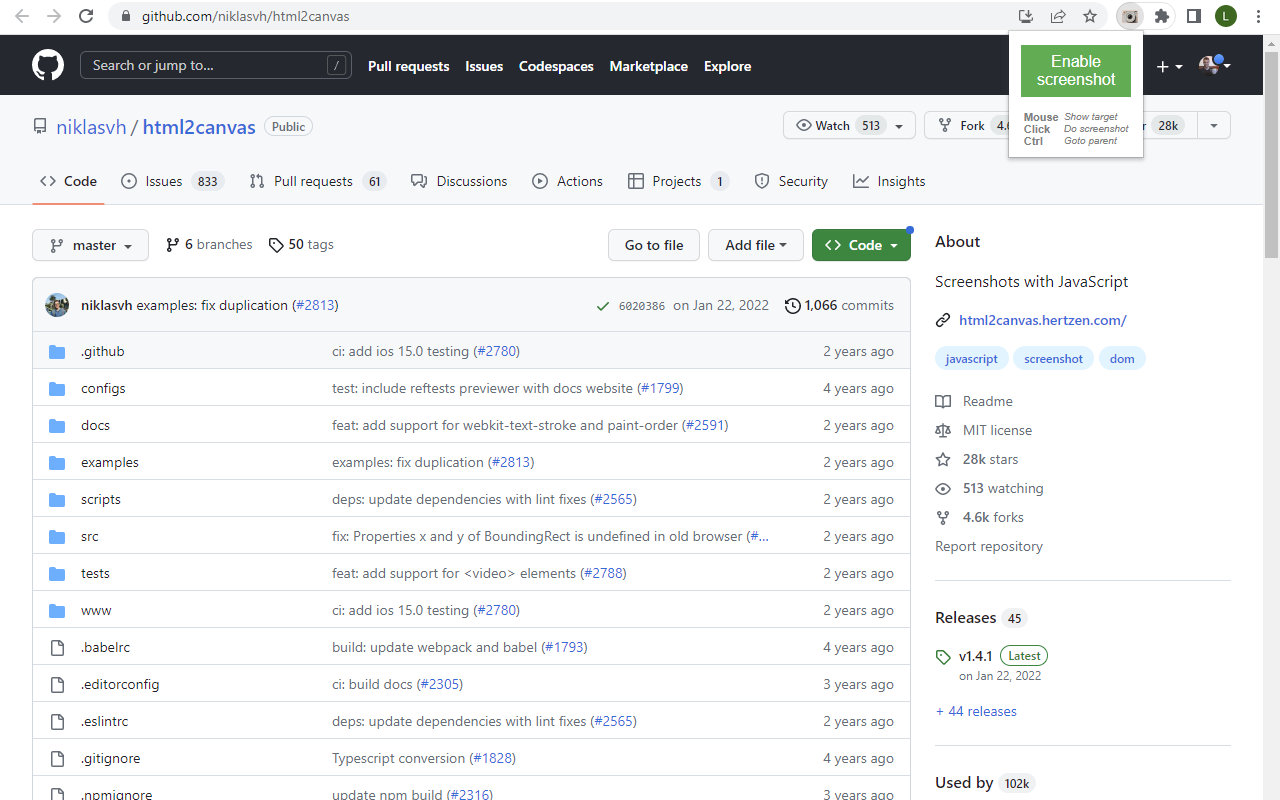 github.com/niklasvh/html2canvas
L
Search or jump to...
/
Pull requests
Issues
Codespaces
Marketplace
Explore
Enable screenshot
Mouse Show target
Click Do screenshot
Ctrl Goto parent
niklasvh / html2canvas Public
Watch 513
Fork 4.6
r 28k
Code
Issues 833
Pull requests 61
Discussions
Actions
Projects 1
Security
Insights
master
6 branches
50 tags
Go to file
Add file
Code
niklasvh examples: fix duplication (#2813) 6020386 on Jan 22, 2022 1,066 commits
.github ci: add ios 15.0 testing (#2780) 2 years ago
configs test: include reftests previewer with docs website (#1799) 4 years ago
docs feat: add support for webkit-text-stroke and paint-order (#2591) 2 years ago
examples examples: fix duplication (#2813) 2 years ago
scripts deps: update dependencies with lint fixes (#2565) 2 years ago
src fix: Properties x and y of BoundingRect is undefined in old browser (#... 2 years ago
tests feat: add support for <video> elements (#2788) 2 years ago
www ci: add ios 15.0 testing (#2780) 2 years ago
.babelrc build: update webpack and babel (#1793) 4 years ago
.editorconfig ci: build docs (#2305) 3 years ago
.eslintrc deps: update dependencies with lint fixes (#2565) 2 years ago
.gitignore Typescript conversion (#1828) 4 years ago
.npmignore update npm build (#2316) 3 years ago
About
Screenshots with JavaScript
html2canvas.hertzen.com/
javascript screenshot dom
Readme
MIT license
28k stars
513 watching
4.6k forks
Report repository
Releases 45
v1.4.1 Latest
on Jan 22, 2022
+ 44 releases
Used by 102k